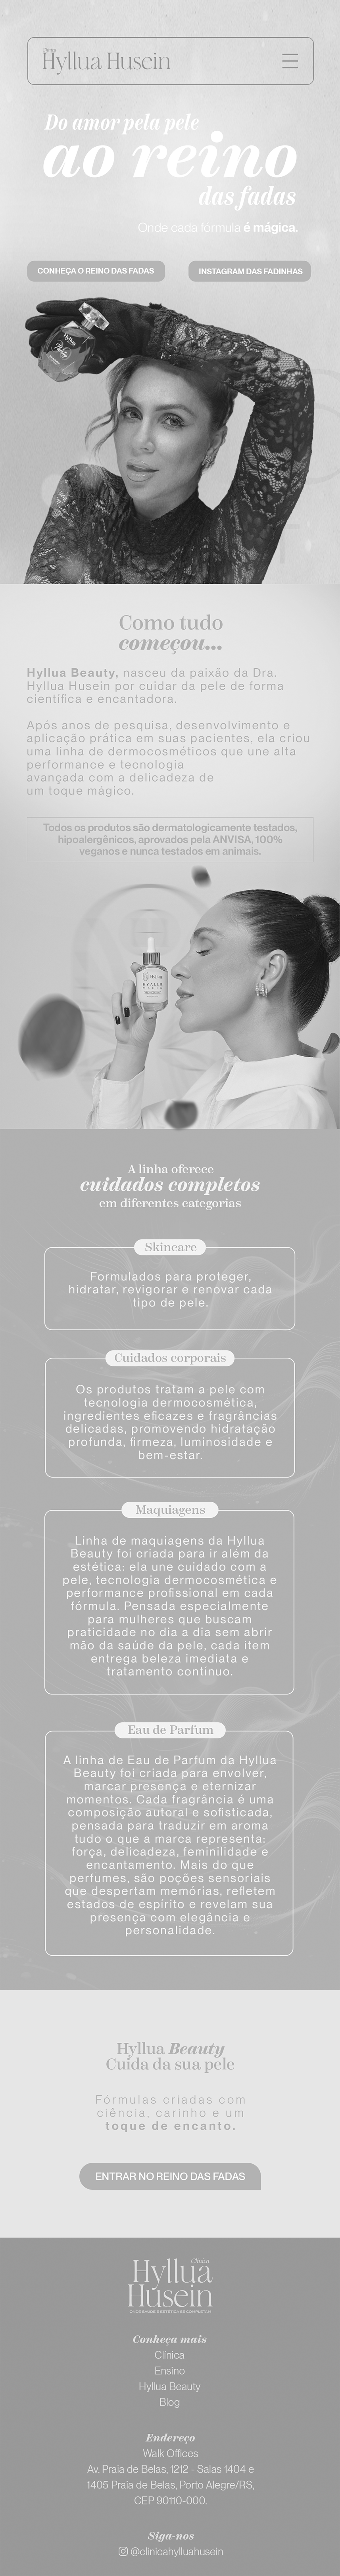 Clínica
Hyllua Husein
Do amor pela pele
ao reino
das fadas
Onde cada fórmula é mágica.
CONHEÇA O REINO DAS FADAS
INSTAGRAM DAS FADINHAS
Como tudo
começou...
Hyllua Beauty, nasceu da paixão da Dra.
Hyllua Husein por cuidar da pele de forma
científica e encantadora.
Após anos de pesquisa, desenvolvimento e
aplicação prática em suas pacientes, ela criou
uma linha de dermocosméticos que une alta
performance e tecnologia
avançada com a delicadeza de
um toque mágico.
Todos os produtos são dermatologicamente testados,
hipoalergênicos, aprovados pela ANVISA, 100%
veganos e nunca testados em animais.
A linha oferece
cuidados completos
em diferentes categorias
Skincare
Formulados para proteger,
hidratar, revigorar e renovar cada
tipo de pele.
Cuidados corporais
Os produtos tratam a pele com
tecnologia dermocosmética,
ingredientes eficazes e fragrâncias
delicadas, promovendo hidratação
profunda, firmeza, luminosidade e
bem-estar.
Maquiagens
Linha de maquiagens da Hyllua
Beauty foi criada para ir além da
estética: ela une cuidado com a
pele, tecnologia dermocosmética e
performance profissional em cada
fórmula. Pensada especialmente
para mulheres que buscam
praticidade no dia a dia sem abrir
mão da saúde da pele, cada item
entrega beleza imediata e
tratamento contínuo.
Eau de Parfum
A linha de Eau de Parfum da Hyllua
Beauty foi criada para envolver,
marcar presença e eternizar
momentos. Cada fragrância é uma
composição autoral e sofisticada,
pensada para traduzir em aroma
tudo o que a marca representa:
força, delicadeza, feminilidade e
encantamento. Mais do que
perfumes, são poções sensoriais
que despertam memórias, refletem
estados de espírito e revelam sua
presença com elegância e
personalidade.
Hyllua Beauty
Cuida da sua pele
Fórmulas criadas com
ciência, carinho e um
toque de encanto.
ENTRAR NO REINO DAS FADAS
Clínica
Hyllua
Husein
ONDE SAÚDE E ESTÉTICA SE COMPLETAM
Conheça mais
Clínica
Ensino
Hyllua Beauty
Blog
Endereço
Walk Offices
Av. Praia de Belas, 1212 - Salas 1404 e
1405 Praia de Belas, Porto Alegre/RS,
CEP 90110-000.
Siga-nos
@clinicahylluahusein